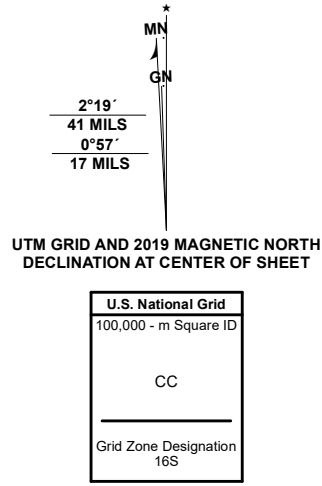 ★
MN
GN
2°19´
41 MILS
0°57´
17 MILS
UTM GRID AND 2019 MAGNETIC NORTH
DECLINATION AT CENTER OF SHEET
U.S. National Grid
100,000 - m Square ID
CC
Grid Zone Designation
16S